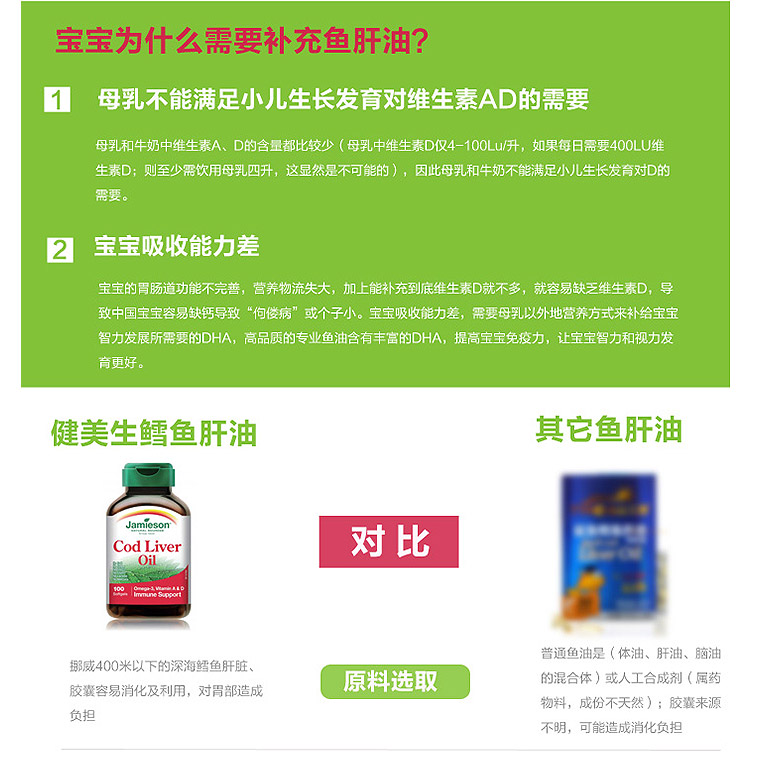 宝宝为什么需要补充鱼肝油?
1 母乳不能满足小儿生长发育对维生素AD的需要
母乳和牛奶中维生素A、D的含量都比较少（母乳中维生素D仅4-100Lu/升，如果每日需要400LU维
生素D；则至少需饮用母乳四升，这显然是不可能的），因此母乳和牛奶不能满足小儿生长发育对D的
需要。
2 宝宝吸收能力差
宝宝的胃肠道功能不完善，营养物流失大，加上能补充到底维生素D就不多，就容易缺乏维生素D，导
致中国宝宝容易缺钙导致“佝偻病”或个子小。宝宝吸收能力差，需要母乳以外地营养方式来补给宝宝
智力发展所需要的DHA，高品质的专业鱼油含有丰富的DHA，提高宝宝免疫力，让宝宝智力和视力发
育更好。
健美生鳕鱼肝油
其它鱼肝油
Jamieson
Cod Liver
Oil
100
Softgels
Omega-3, Vitamin A & D
Immune Support
对比
挪威400米以下的深海鳕鱼肝脏、
胶囊容易消化及利用，对胃部造成
负担
原料选取
普通鱼油是（体油、肝油、脑油
的混合体）或人工合成剂（属药
物料，成份不天然）；胶囊来源
不明，可能造成消化负担